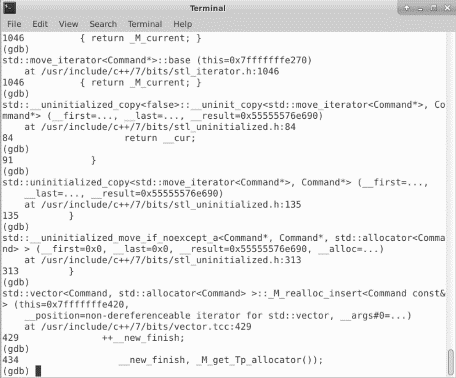 Terminal
File Edit View Search Terminal Help
1046          { return _M_current; }
(gdb)
std::move_iterator<Command*>::base (this=0x7fffffffe270)
    at /usr/include/c++/7/bits/stl_iterator.h:1046
1046          { return _M_current; }
(gdb)
std::__uninitialized_copy<false>::__uninit_copy<std::move_iterator<Command*>, Co
mmand*> (__first=..., __last=..., __result=0x55555576e690)
    at /usr/include/c++/7/bits/stl_uninitialized.h:84
84              return __cur;
(gdb)
91            }
(gdb)
std::uninitialized_copy<std::move_iterator<Command*>, Command*> (__first=...,
    __last=..., __result=0x55555576e690)
    at /usr/include/c++/7/bits/stl_uninitialized.h:135
135         }
(gdb)
std::__uninitialized_move_if_noexcept_a<Command*, Command*, std::allocator<Comma
nd> > (__first=0x0, __last=0x0, __result=0x55555576e690, __alloc=...)
    at /usr/include/c++/7/bits/stl_uninitialized.h:313
313         }
(gdb)
std::vector<Command, std::allocator<Command> >::_M_realloc_insert<Command const&
> (this=0x7fffffffe420,
    __position=non-dereferenceable iterator for std::vector, __args#0=...)
    at /usr/include/c++/7/bits/vector.tcc:429
429               ++__new_finish;
(gdb)
434                 __new_finish, _M_get_Tp_allocator());
(gdb)